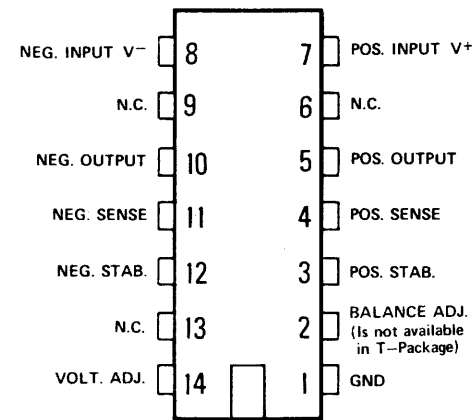 NEG. INPUT V⁻ 8 7 POS. INPUT V+
N.C. 9 6 N.C.
NEG. OUTPUT 10 5 POS. OUTPUT
NEG. SENSE 11 4 POS. SENSE
NEG. STAB. 12 3 POS. STAB.
N.C. 13 2 BALANCE ADJ.
(Is not available
in T-Package)
VOLT. ADJ. 14 1 GND